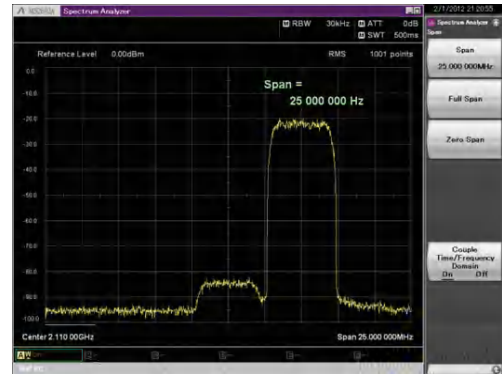 MS2690A Spectrum Analyzer
2/1/2012 21:20:55
M RBW 30kHz M ATT 0dB
M SWT 500ms
Reference Level 0.00dBm RMS 1001 points
0.0
-10.0
-20.0
-30.0
-40.0
-50.0
-60.0
-70.0
-80.0
-90.0
-100.0
Span =
25 000 000 Hz
Center 2.110 00GHz Span 25.000 000MHz
Spectrum Analyzer
Span
Span
25.000 000MHz
Full Span
Zero Span
Couple
Time/Frequency
Domain
On Off